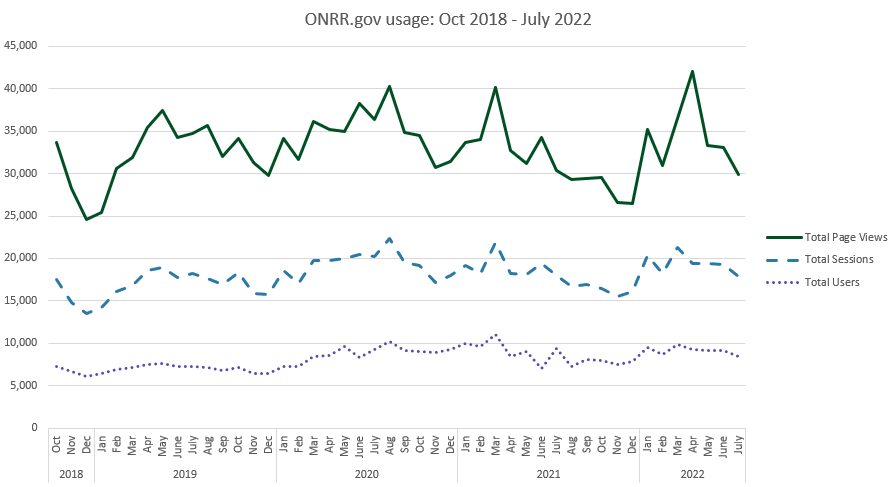 ONRR.gov usage: Oct 2018 - July 2022
45,000
40,000
35,000
30,000
25,000
20,000
15,000
10,000
5,000
0
Total Page Views
Total Sessions
Total Users
Oct Nov Dec Jan Feb Mar Apr May June July Aug Sep Oct Nov Dec Jan Feb Mar Apr May Jun July Aug Sep Oct Nov Dec Jan Feb Mar Apr May Jun July Aug Sep Oct Nov Dec Jan Feb Mar Apr May June July
2018 2019 2020 2021 2022